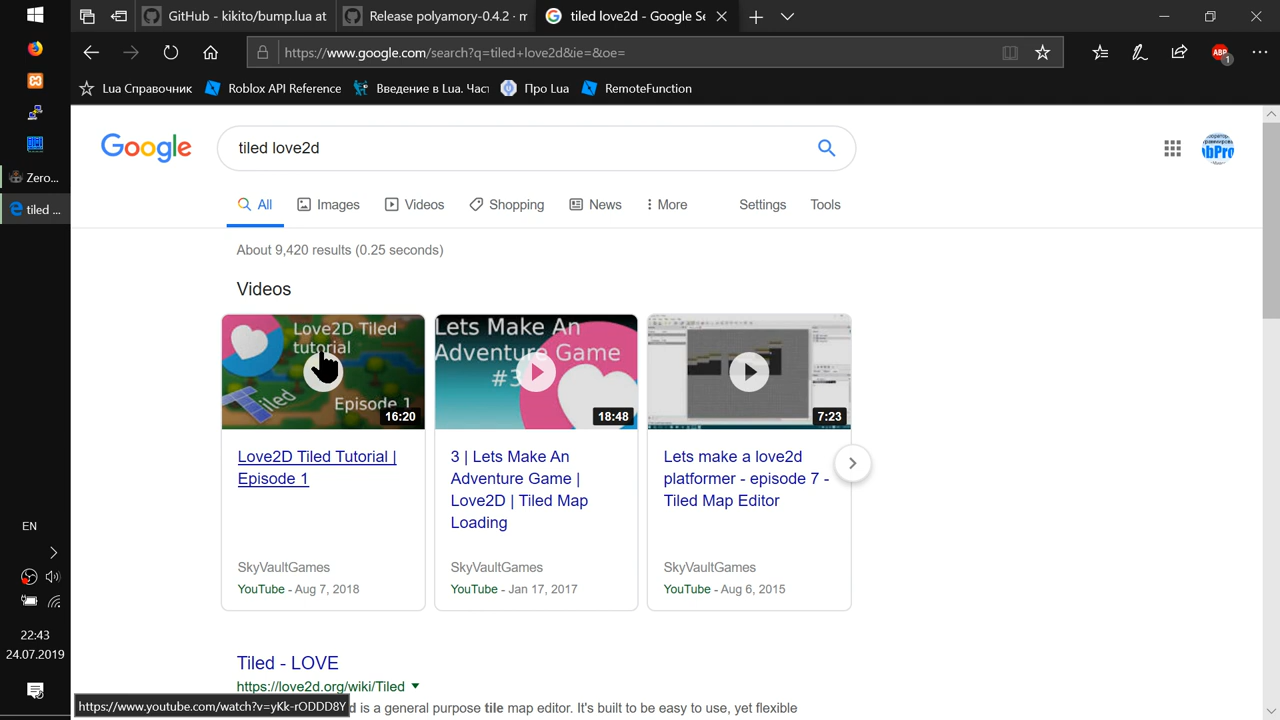 GitHub - kikito/bump.lua at
Release polyamory-0.4.2 · m
tiled love2d - Google Se
https://www.google.com/search?q=tiled+love2d&ie=&oe=
ABP
1
Lua Справочник
Roblox API Reference
Введение в Lua. Част
Про Lua
RemoteFunction
Zero...
tiled ...
EN
22:43
24.07.2019
Google
tiled love2d
All
Images
Videos
Shopping
News
More
Settings
Tools
About 9,420 results (0.25 seconds)
Videos
Love2D Tiled
tutorial
tiled
Episode 1
16:20
Love2D Tiled Tutorial |
Episode 1
SkyVaultGames
YouTube - Aug 7, 2018
Lets Make An
Adventure Game
#3
18:48
3 | Lets Make An
Adventure Game |
Love2D | Tiled Map
Loading
SkyVaultGames
YouTube - Jan 17, 2017
7:23
Lets make a love2d
platformer - episode 7 -
Tiled Map Editor
SkyVaultGames
YouTube - Aug 6, 2015
Tiled - LOVE
https://love2d.org/wiki/Tiled
d is a general purpose tile map editor. It's built to be easy to use, yet flexible
https://www.youtube.com/watch?v=yKk-rODDD8Y